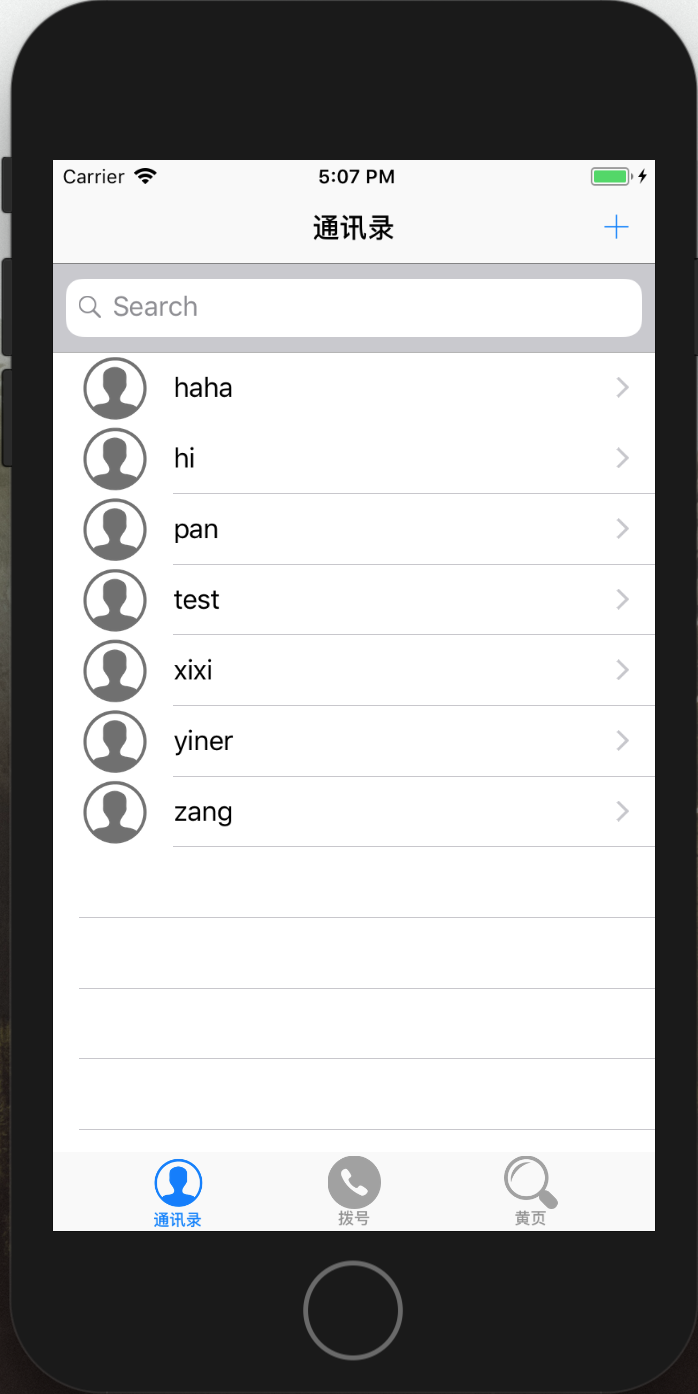 Carrier 5:07 PM
通讯录
Search
haha
hi
pan
test
xixi
yiner
zang
通讯录 拨号 黄页